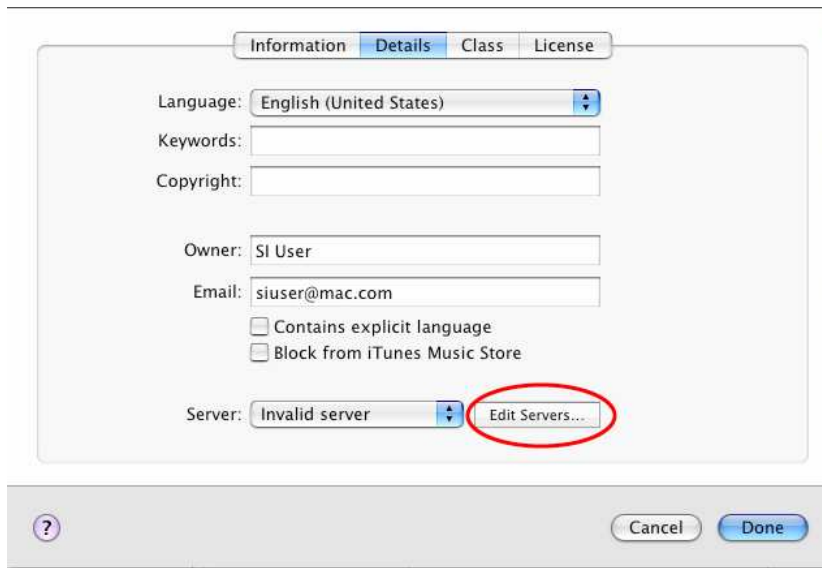 Information Details Class License
Language: English (United States)
Keywords:
Copyright:
Owner: SI User
Email: siuser@mac.com
Contains explicit language
Block from iTunes Music Store
Server: Invalid server Edit Servers...
? Cancel Done